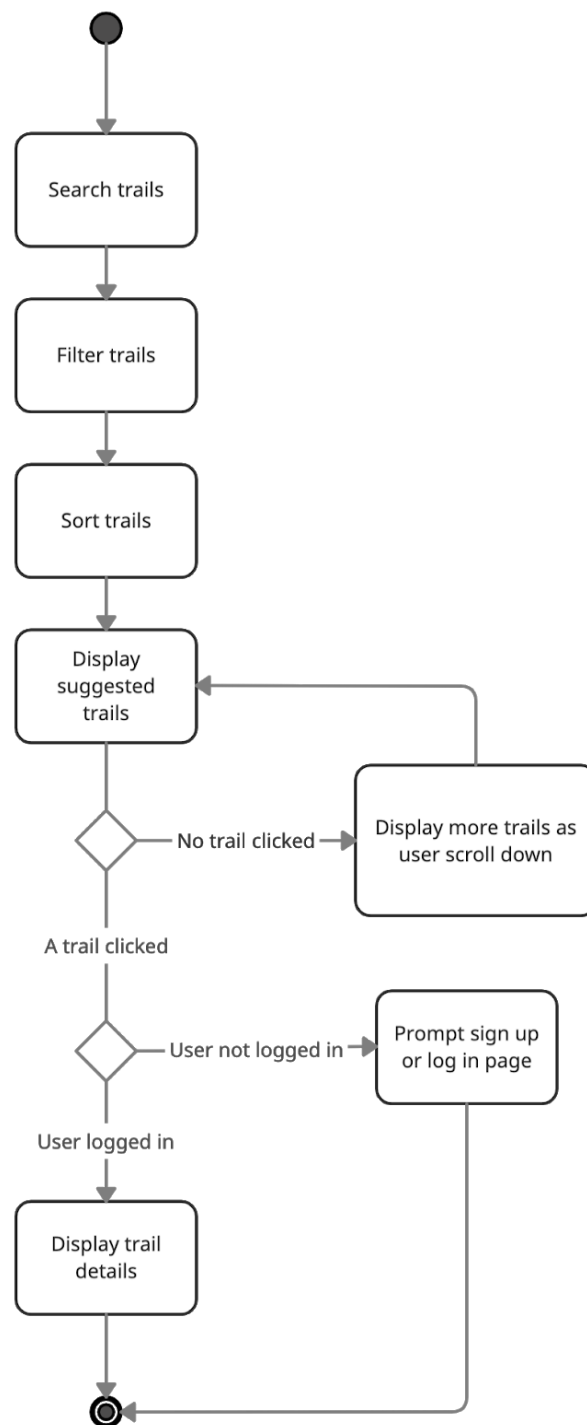 Search trails
Filter trails
Sort trails
Display
suggested
trails
No trail clicked
Display more trails as
user scroll down
A trail clicked
User not logged in
Prompt sign up
or log in page
User logged in
Display trail
details